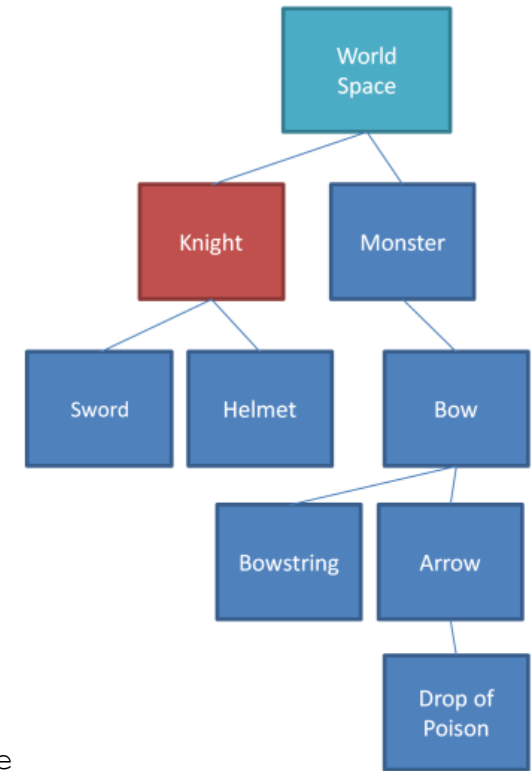 World
Space
Knight
Monster
Sword
Helmet
Bow
Bowstring
Arrow
Drop of
Poison
e